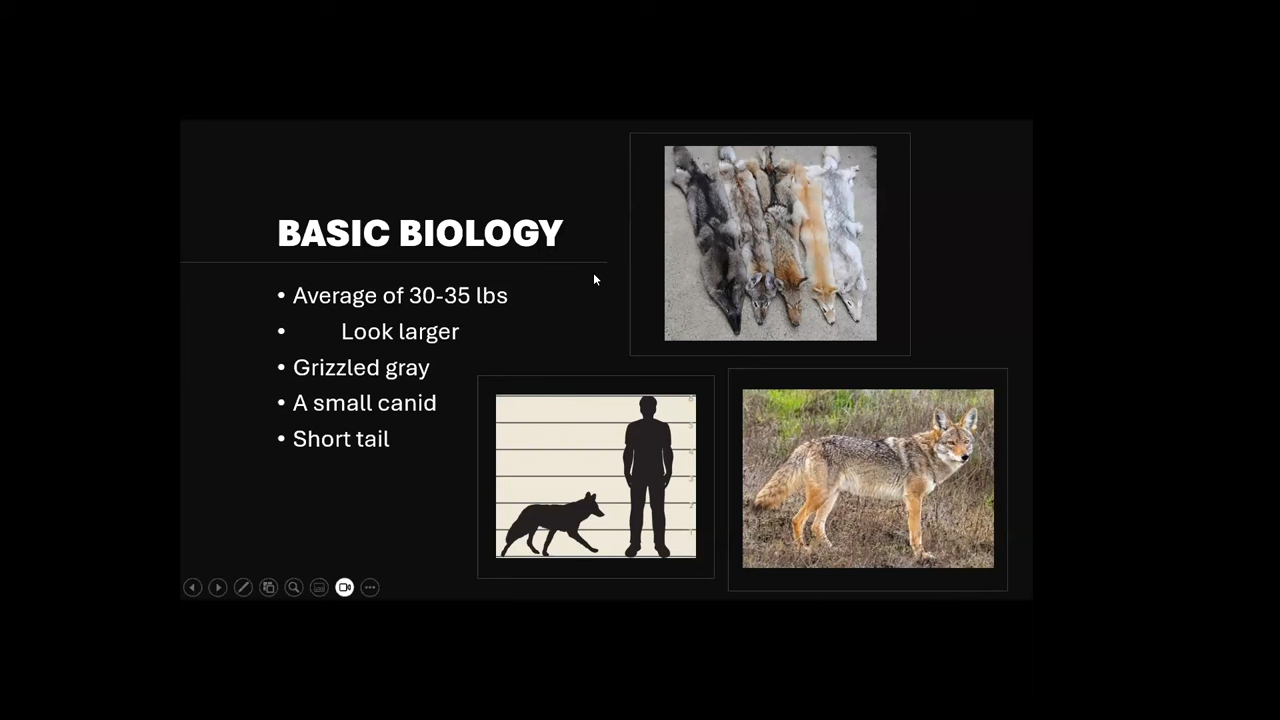 BASIC BIOLOGY
• Average of 30-35 lbs
• Look larger
• Grizzled gray
• A small canid
• Short tail